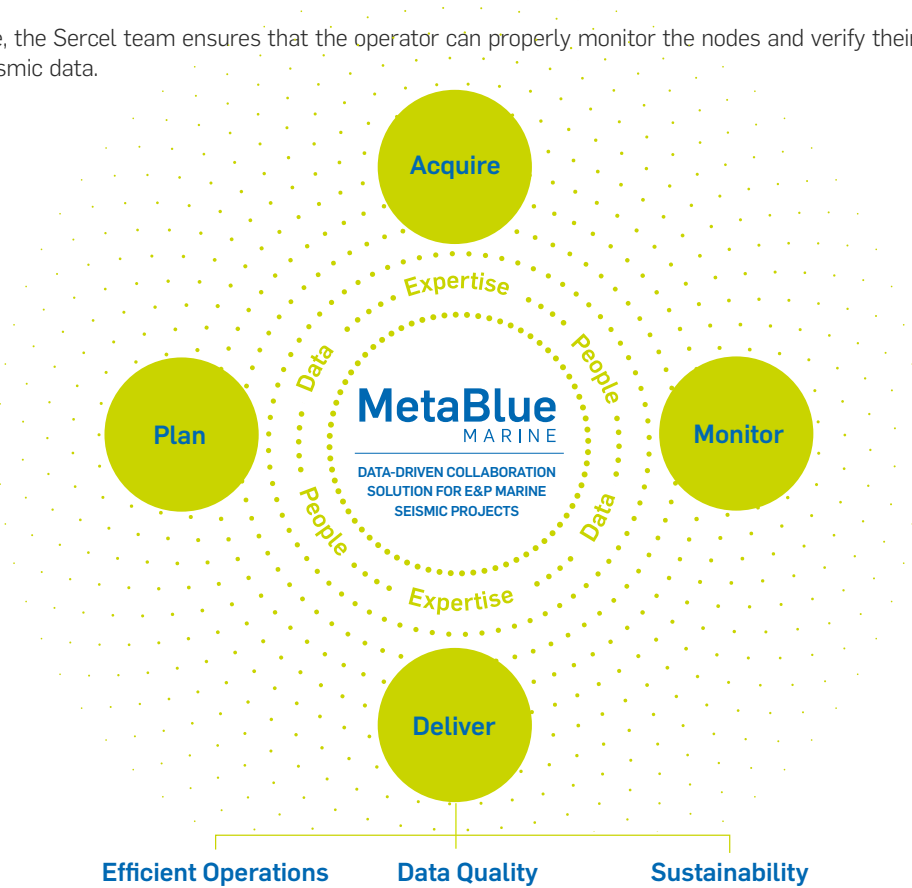 , the Sercel team ensures that the operator can properly monitor the nodes and verify their
smic data.
Acquire
Expertise
Data
People
Plan
MetaBlue
MARINE
Monitor
DATA-DRIVEN COLLABORATION
SOLUTION FOR E&P MARINE
SEISMIC PROJECTS
People
Data
Expertise
Deliver
Efficient Operations
Data Quality
Sustainability